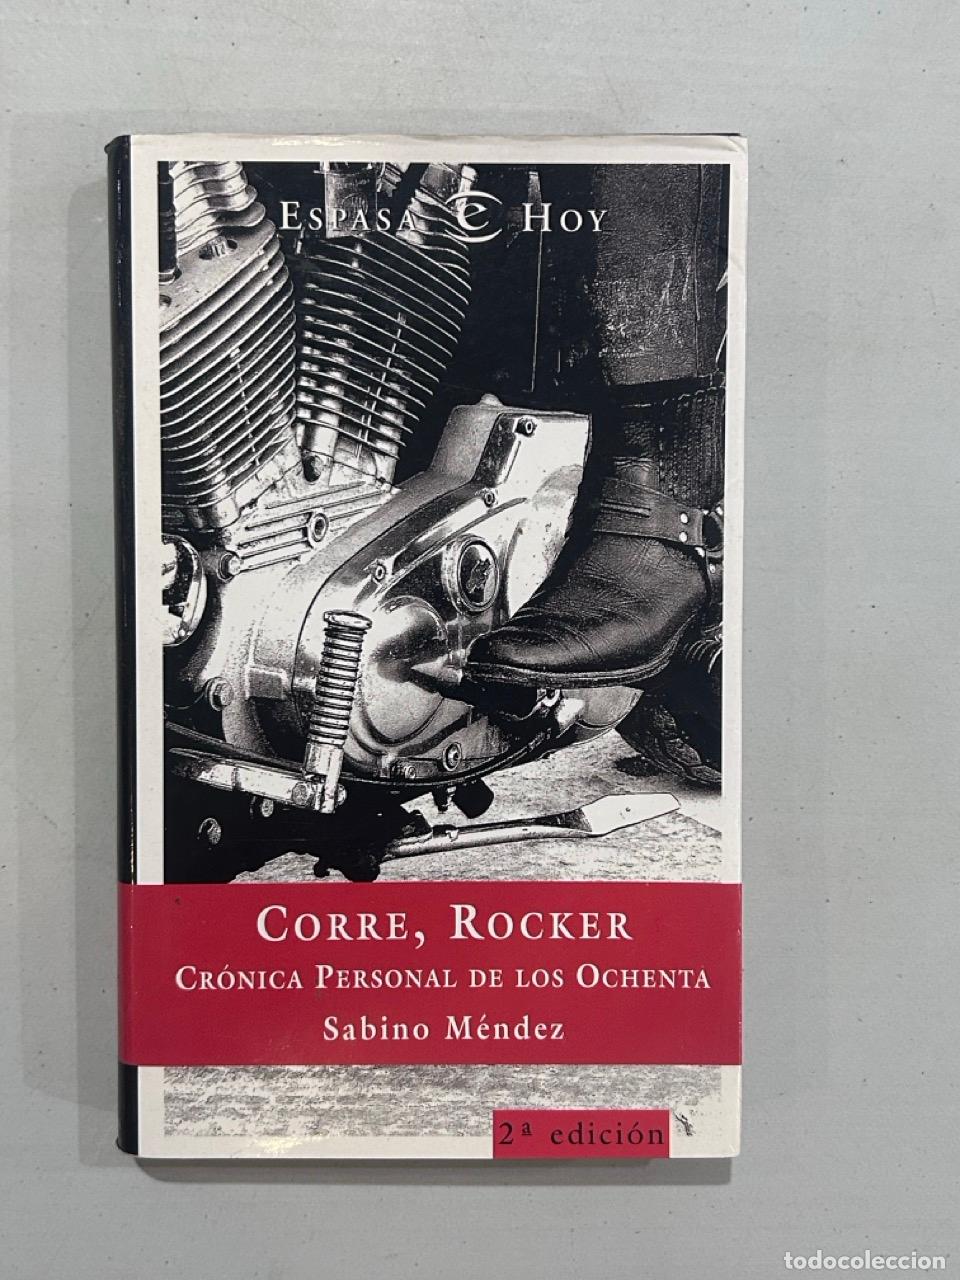 ESPASA e HOY
CORRE, ROCKER
CRÓNICA PERSONAL DE LOS OCHENTA
Sabino Méndez
2ª edición
todocoleccion